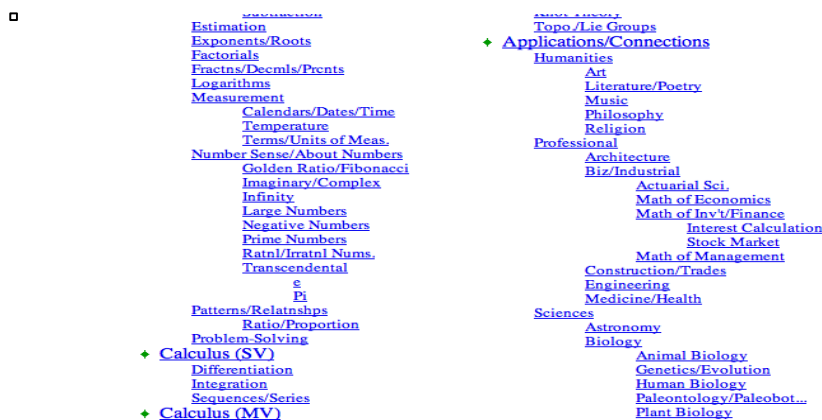 Subtraction
Estimation
Exponents/Roots
Factorials
Fractns/Decmls/Prcnts
Logarithms
Measurement
Calendars/Dates/Time
Temperature
Terms/Units of Meas.
Number Sense/About Numbers
Golden Ratio/Fibonacci
Imaginary/Complex
Infinity
Large Numbers
Negative Numbers
Prime Numbers
Ratnl/Irratnl Nums.
Transcendental
e
Pi
Patterns/Relatnshps
Ratio/Proportion
Problem-Solving
Calculus (SV)
Differentiation
Integration
Sequences/Series
Calculus (MV)
Knot Theory
Topo./Lie Groups
Applications/Connections
Humanities
Art
Literature/Poetry
Music
Philosophy
Religion
Professional
Architecture
Biz/Industrial
Actuarial Sci.
Math of Economics
Math of Inv't/Finance
Interest Calculation
Stock Market
Math of Management
Construction/Trades
Engineering
Medicine/Health
Sciences
Astronomy
Biology
Animal Biology
Genetics/Evolution
Human Biology
Paleontology/Paleobot...
Plant Biology